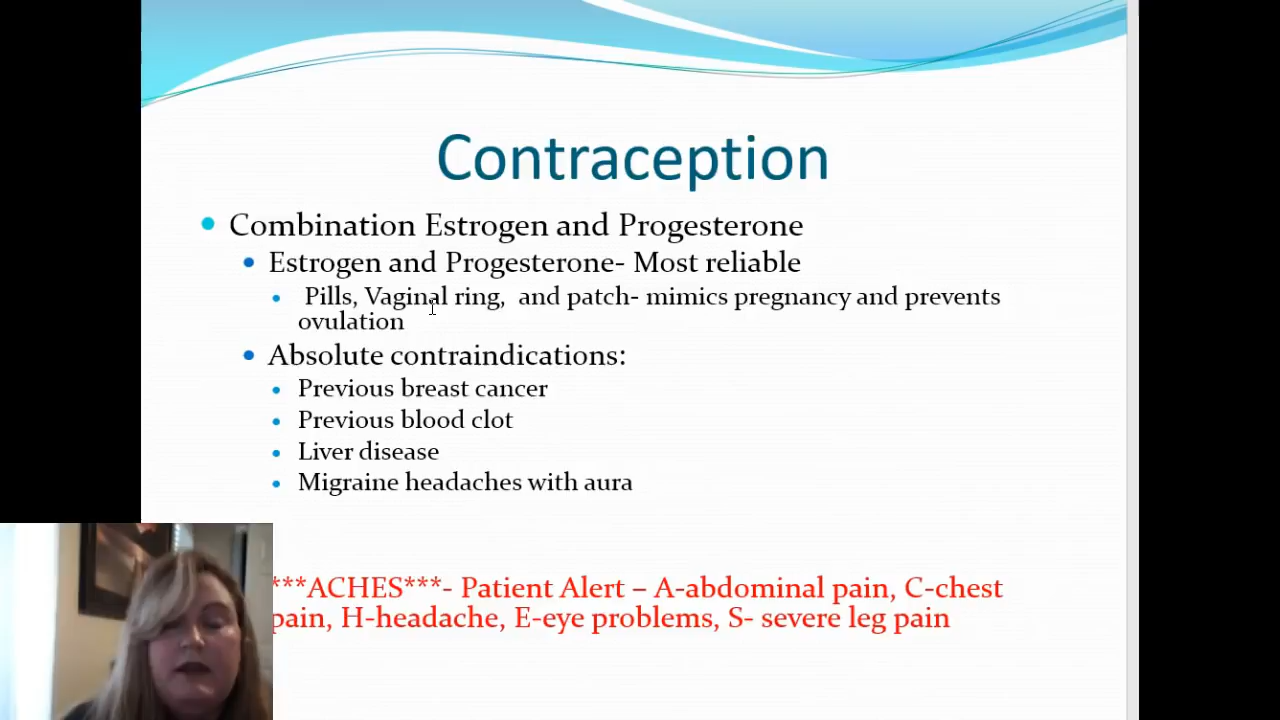 Contraception
Combination Estrogen and Progesterone
Estrogen and Progesterone- Most reliable
Pills, Vaginal ring, and patch- mimics pregnancy and prevents
ovulation
Absolute contraindications:
Previous breast cancer
Previous blood clot
Liver disease
Migraine headaches with aura
***ACHES***- Patient Alert – A-abdominal pain, C-chest
pain, H-headache, E-eye problems, S- severe leg pain